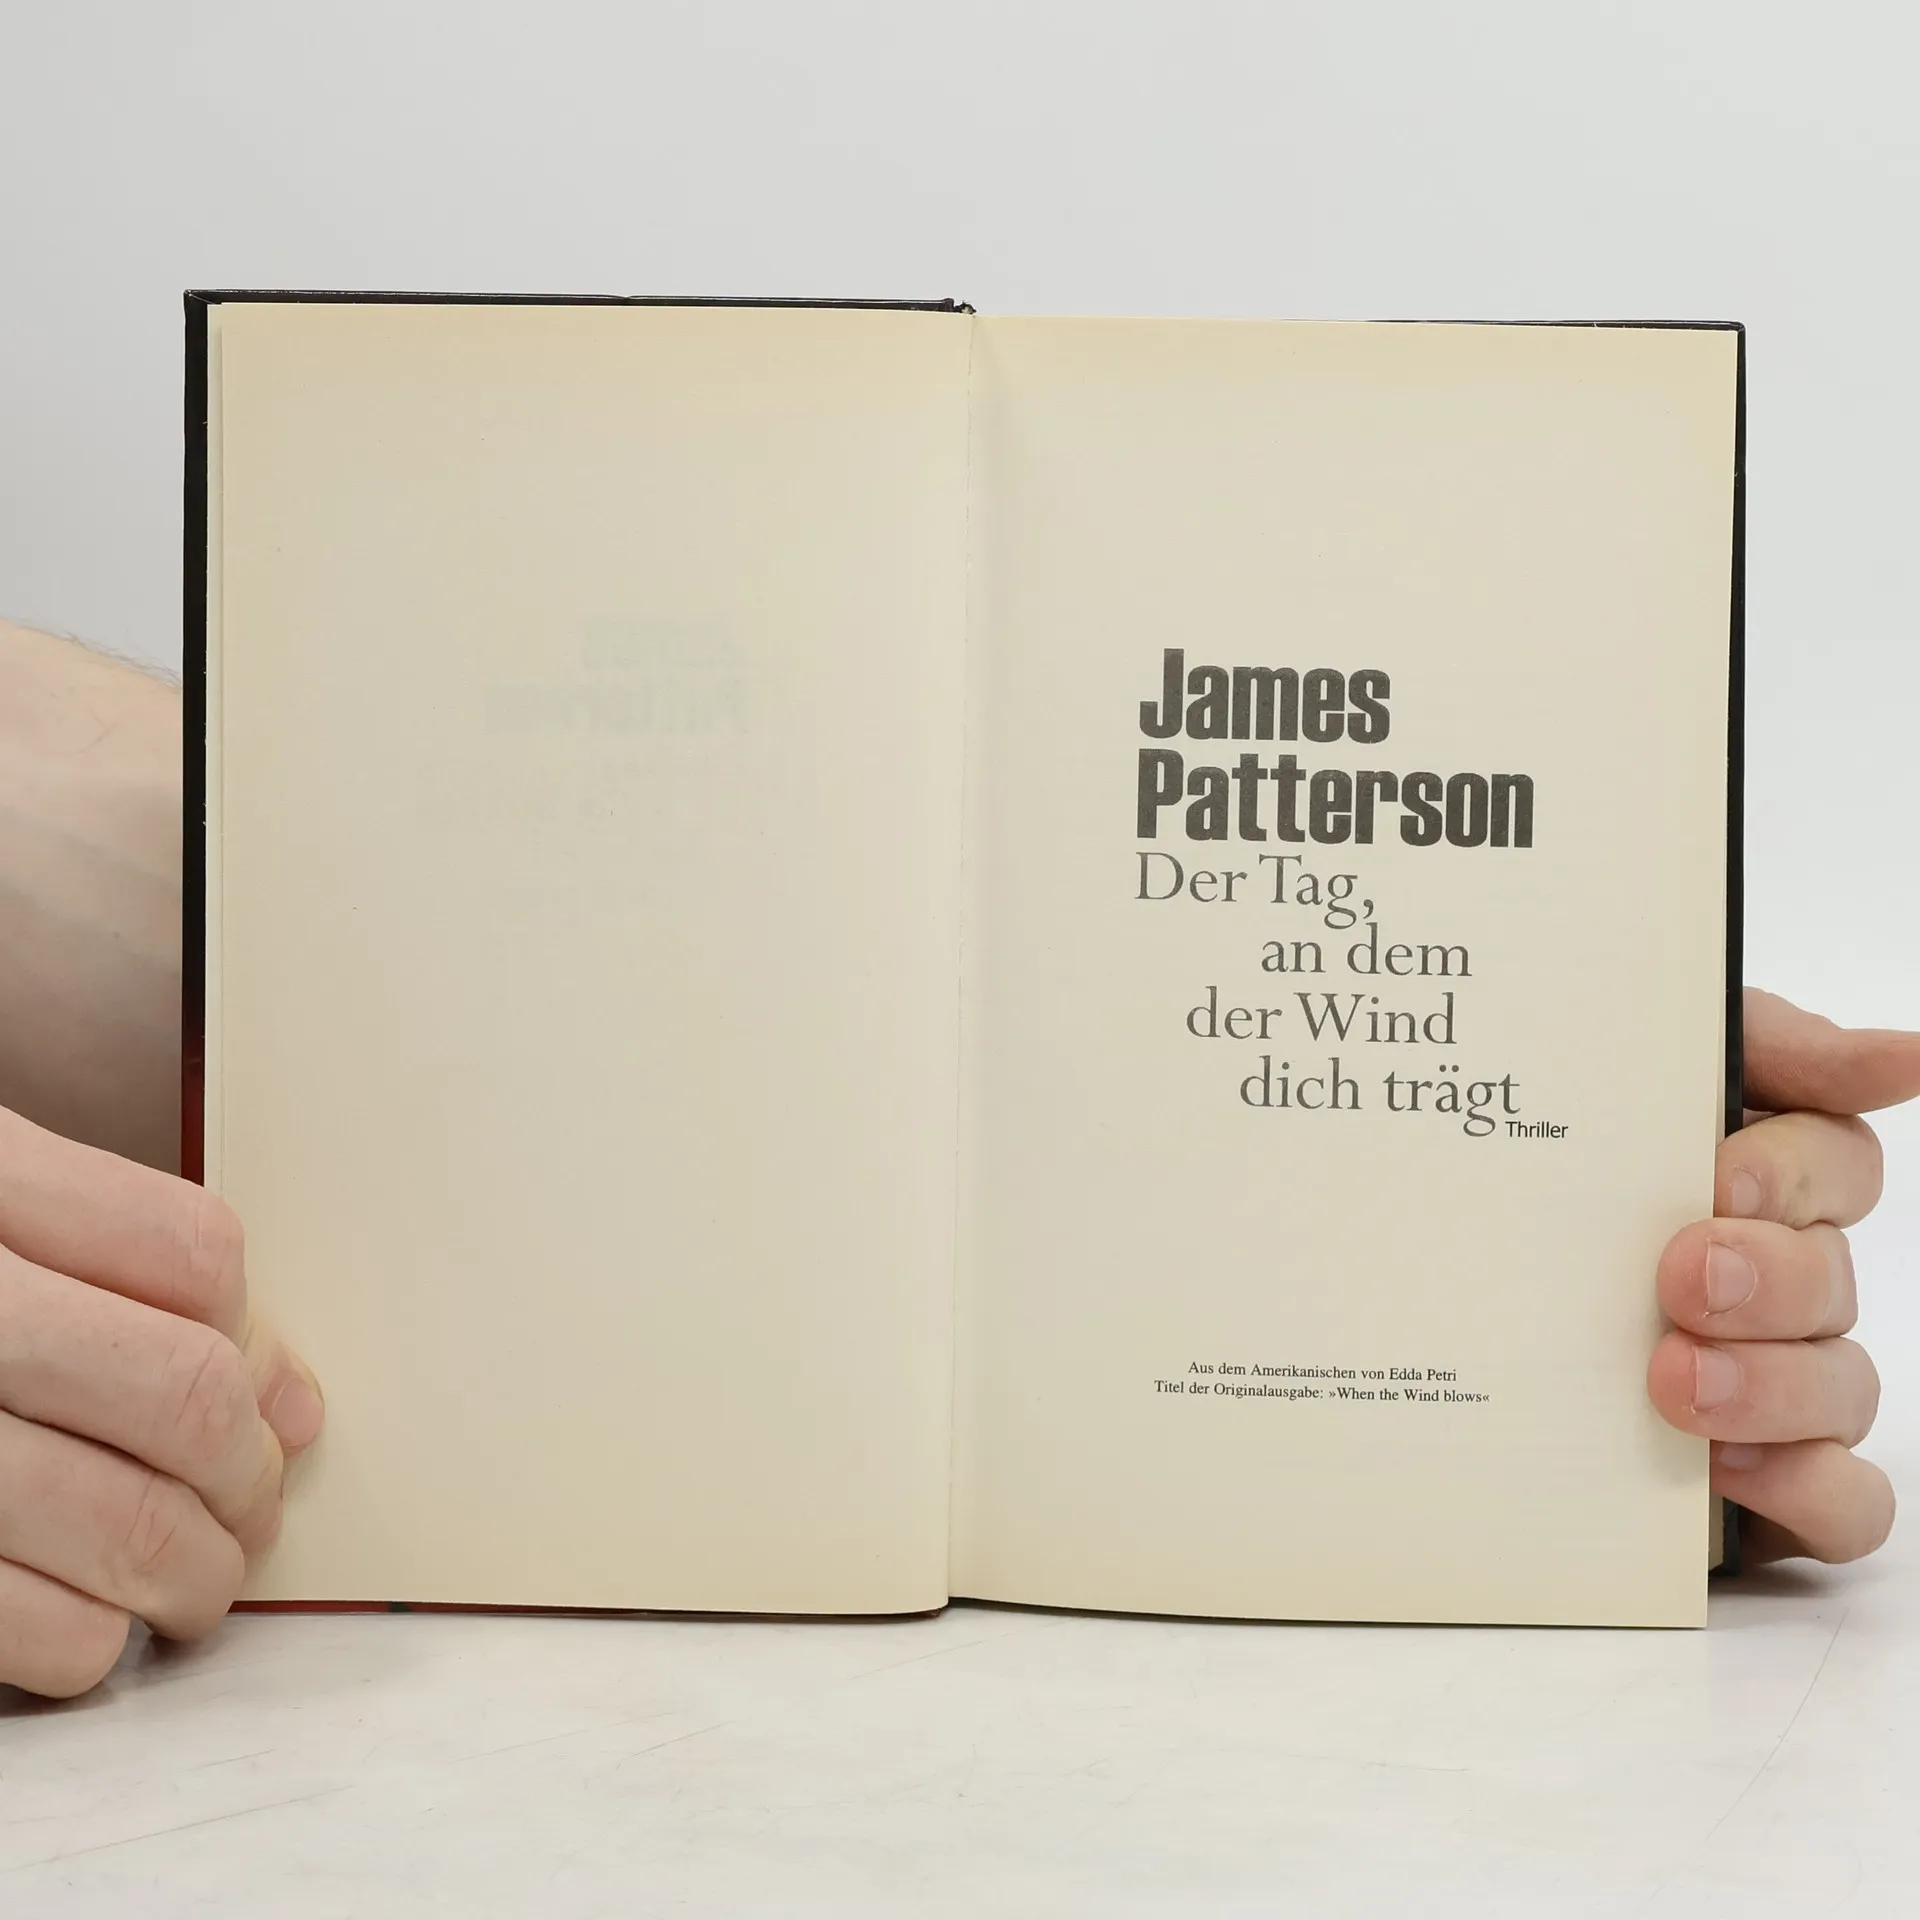 James
Patterson
Der Tag,
an dem
der Wind
dich trägt
Thriller
Aus dem Amerikanischen von Edda Petri
Titel der Originalausgabe: »When the Wind blows«